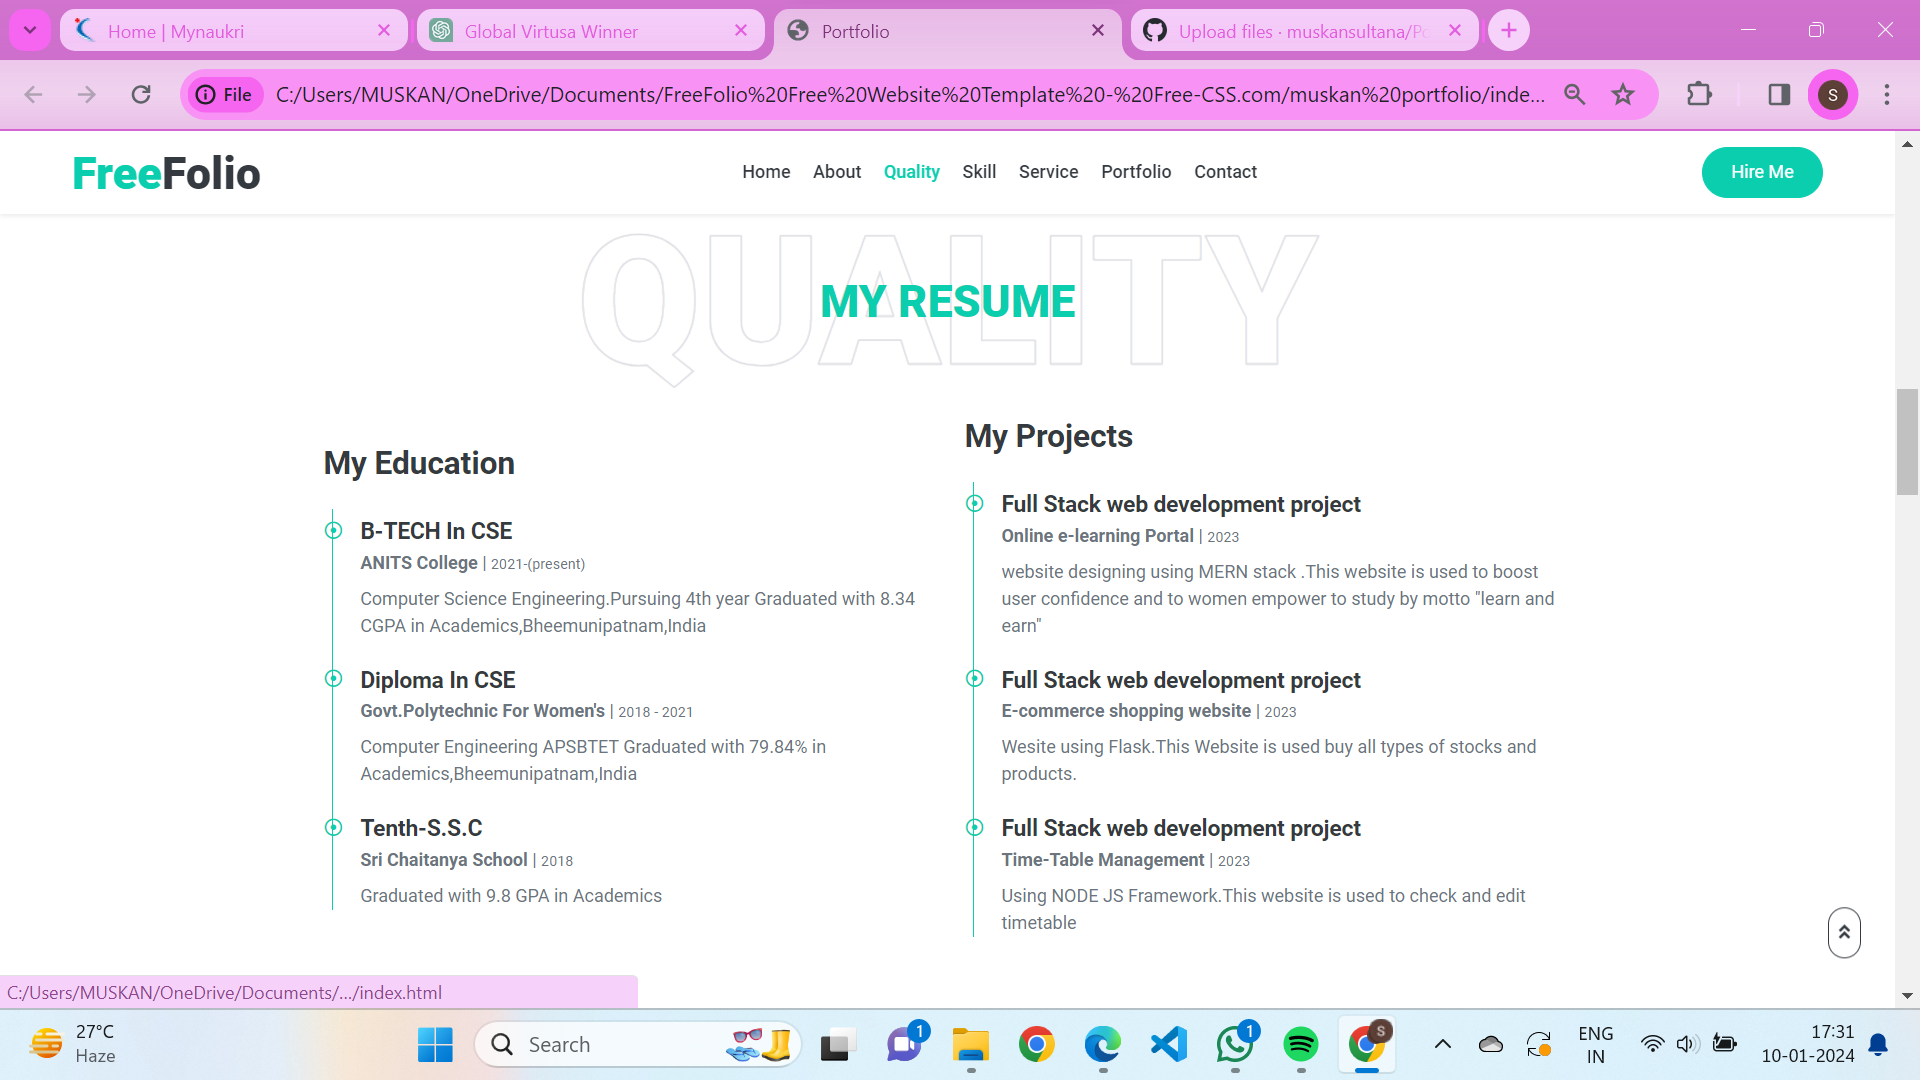 Home | Mynaukri
Global Virtusa Winner
Portfolio
Upload files · muskansultana/Po
File
C:/Users/MUSKAN/OneDrive/Documents/FreeFolio%20Free%20Website%20Template%20-%20Free-CSS.com/muskan%20portfolio/inde...
S
FreeFolio
Home About Quality Skill Service Portfolio Contact
Hire Me
QUALITY
MY RESUME
My Education
B-TECH In CSE
ANITS College | 2021-(present)
Computer Science Engineering.Pursuing 4th year Graduated with 8.34
CGPA in Academics,Bheemunipatnam,India
Diploma In CSE
Govt.Polytechnic For Women's | 2018 - 2021
Computer Engineering APSBTET Graduated with 79.84% in
Academics,Bheemunipatnam,India
Tenth-S.S.C
Sri Chaitanya School | 2018
Graduated with 9.8 GPA in Academics
My Projects
Full Stack web development project
Online e-learning Portal | 2023
website designing using MERN stack .This website is used to boost
user confidence and to women empower to study by motto "learn and
earn"
Full Stack web development project
E-commerce shopping website | 2023
Wesite using Flask.This Website is used buy all types of stocks and
products.
Full Stack web development project
Time-Table Management | 2023
Using NODE JS Framework.This website is used to check and edit
timetable
C:/Users/MUSKAN/OneDrive/Documents/.../index.html
27°C
Haze
Search
1
1
S
ENG
IN
17:31
10-01-2024